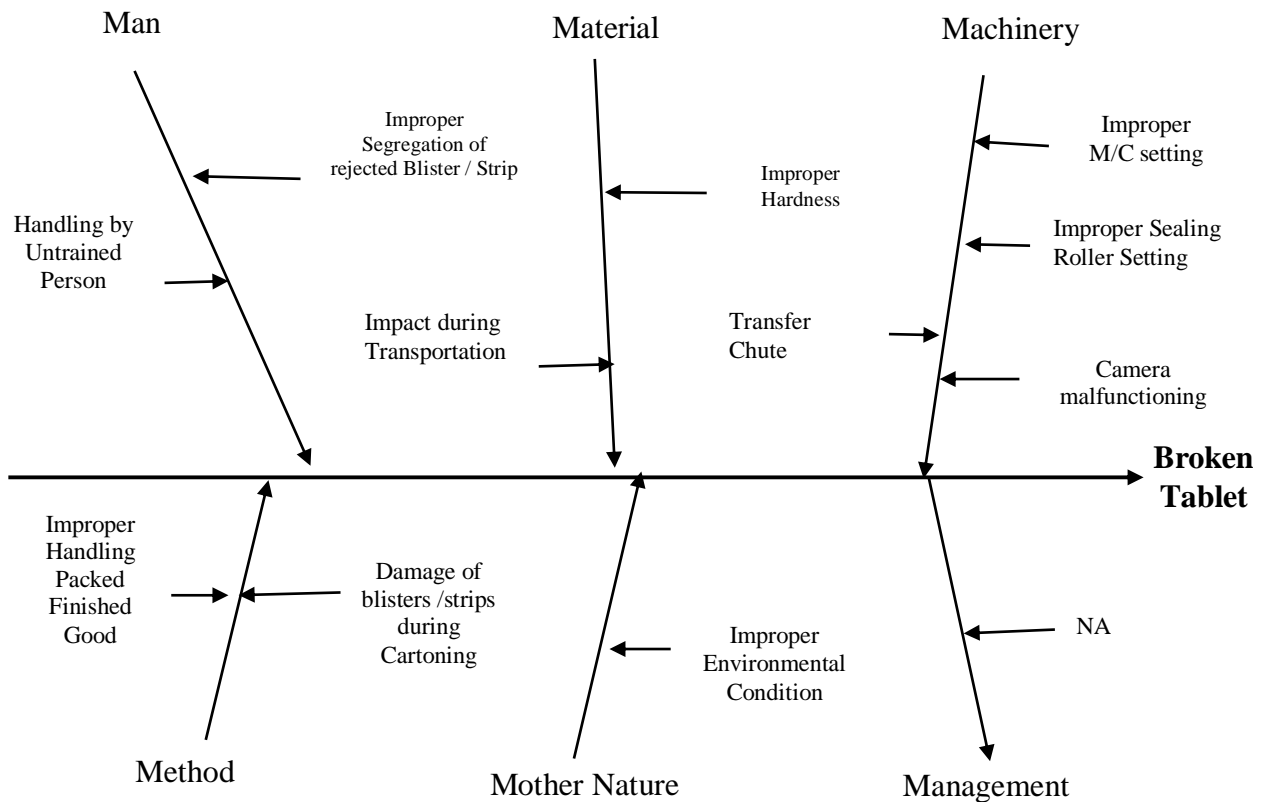 Man
Material
Machinery
Improper
Segregation of
rejected Blister / Strip
Improper
M/C setting
Improper
Hardness
Handling by
Untrained
Person
Improper Sealing
Roller Setting
Impact during
Transportation
Transfer
Chute
Camera
malfunctioning
Broken
Tablet
Improper
Handling
Packed
Finished
Good
Damage of
blisters /strips
during
Cartoning
Improper
Environmental
Condition
NA
Method
Mother Nature
Management